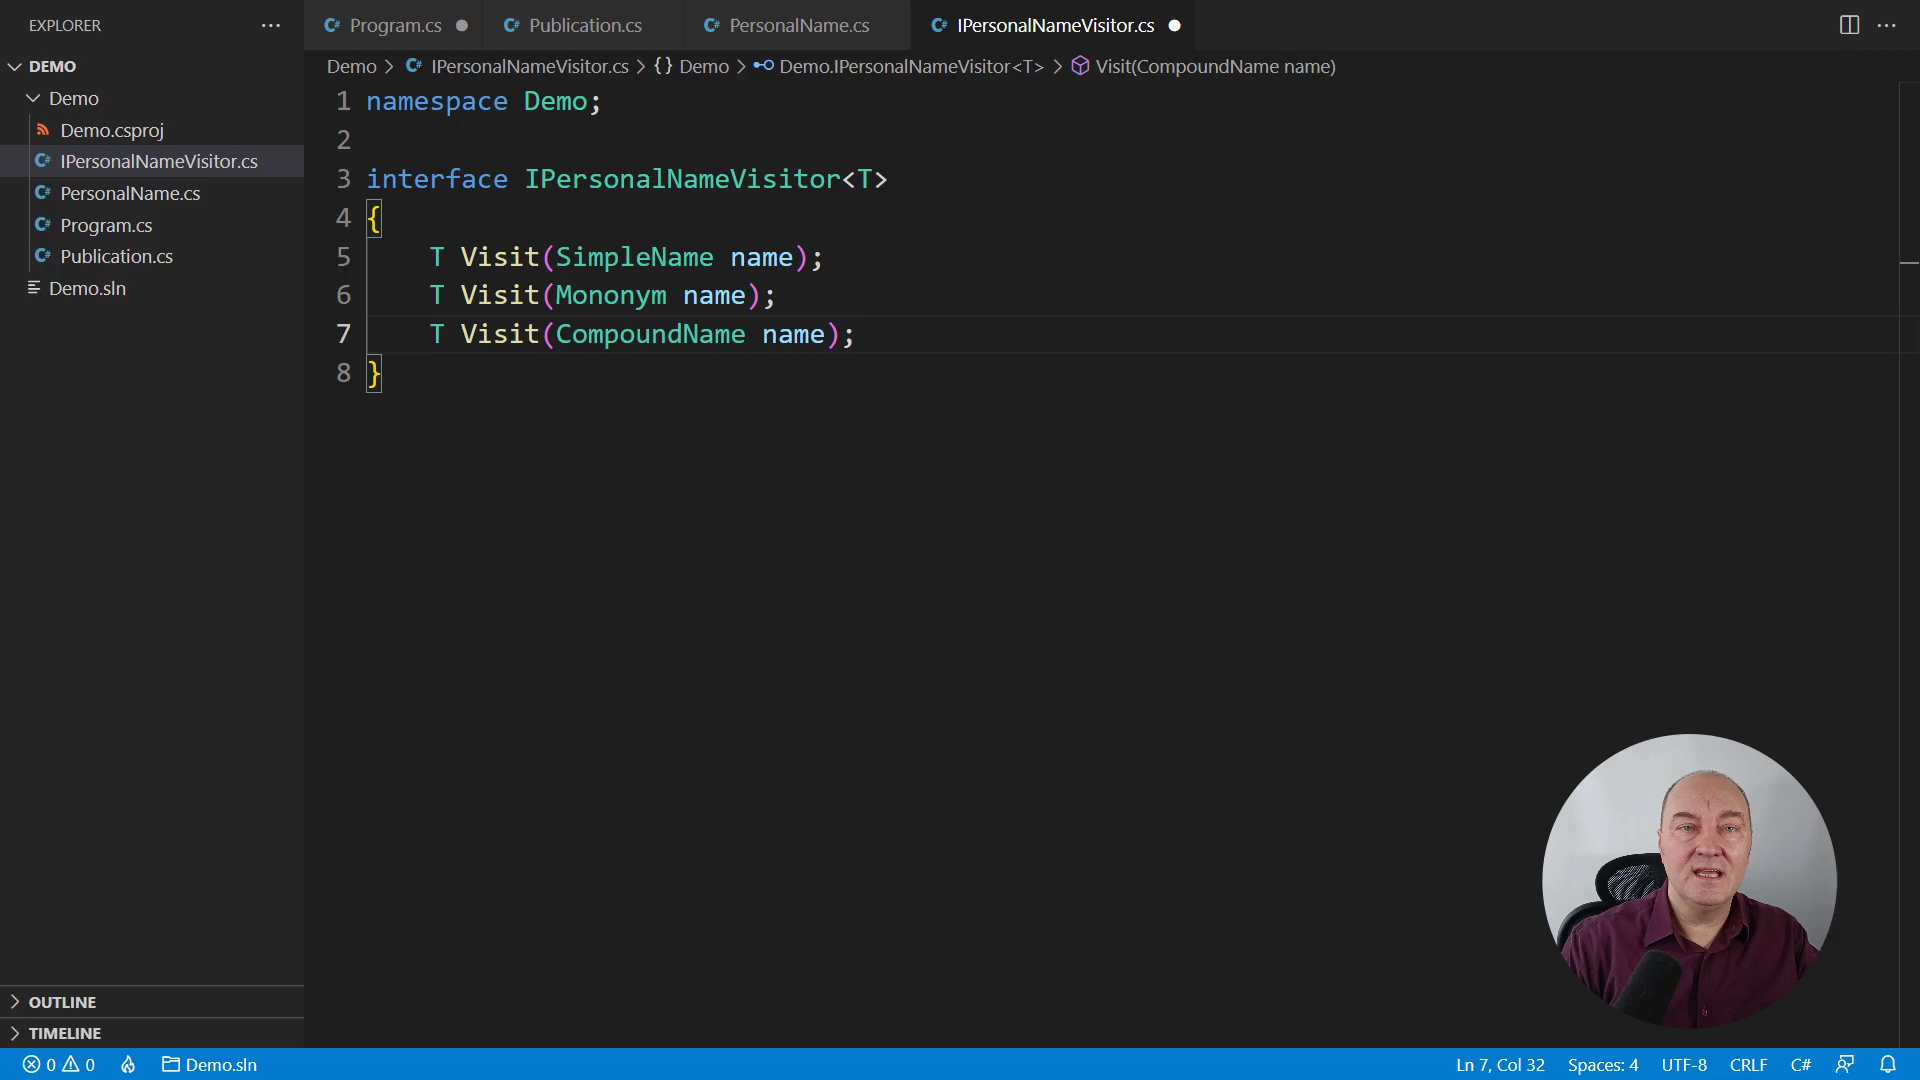 EXPLORER
Program.cs
Publication.cs
PersonalName.cs
IPersonalNameVisitor.cs
DEMO
Demo
Demo.csproj
IPersonalNameVisitor.cs
PersonalName.cs
Program.cs
Publication.cs
Demo.sln
Demo > IPersonalNameVisitor.cs > {} Demo > Demo.IPersonalNameVisitor<T> > Visit(CompoundName name)
1 namespace Demo;
2
3 interface IPersonalNameVisitor<T>
4 {
5 T Visit(SimpleName name);
6 T Visit(Mononym name);
7 T Visit(CompoundName name);
8 }
OUTLINE
TIMELINE
0 0 Demo.sln Ln 7, Col 32 Spaces: 4 UTF-8 CRLF C#